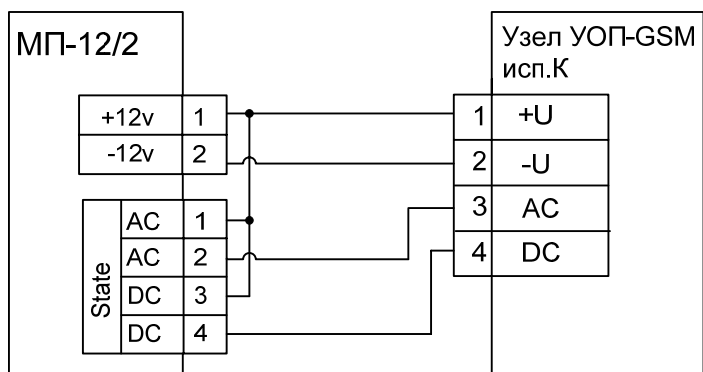 МП-12/2
Узел УОП-GSM
исп.К
+12v 1
-12v 2
State
AC 1
AC 2
DC 3
DC 4
1 +U
2 -U
3 AC
4 DC